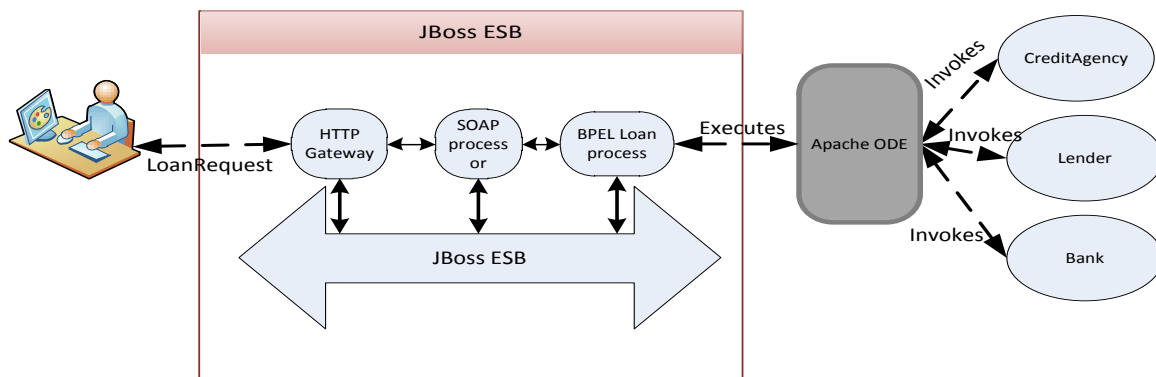 JBoss ESB
LoanRequest
HTTP
Gateway
SOAP
process
or
BPEL Loan
process
Executes
Apache ODE
Invokes
CreditAgency
Invokes
Lender
Invokes
Bank
JBoss ESB